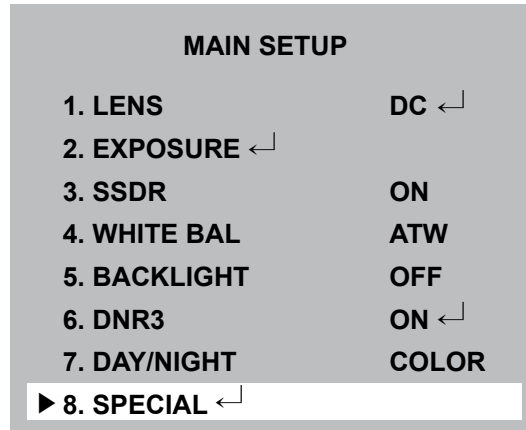 MAIN SETUP
1. LENS DC ↵
2. EXPOSURE ↵
3. SSDR ON
4. WHITE BAL ATW
5. BACKLIGHT OFF
6. DNR3 ON ↵
7. DAY/NIGHT COLOR
▶ 8. SPECIAL ↵